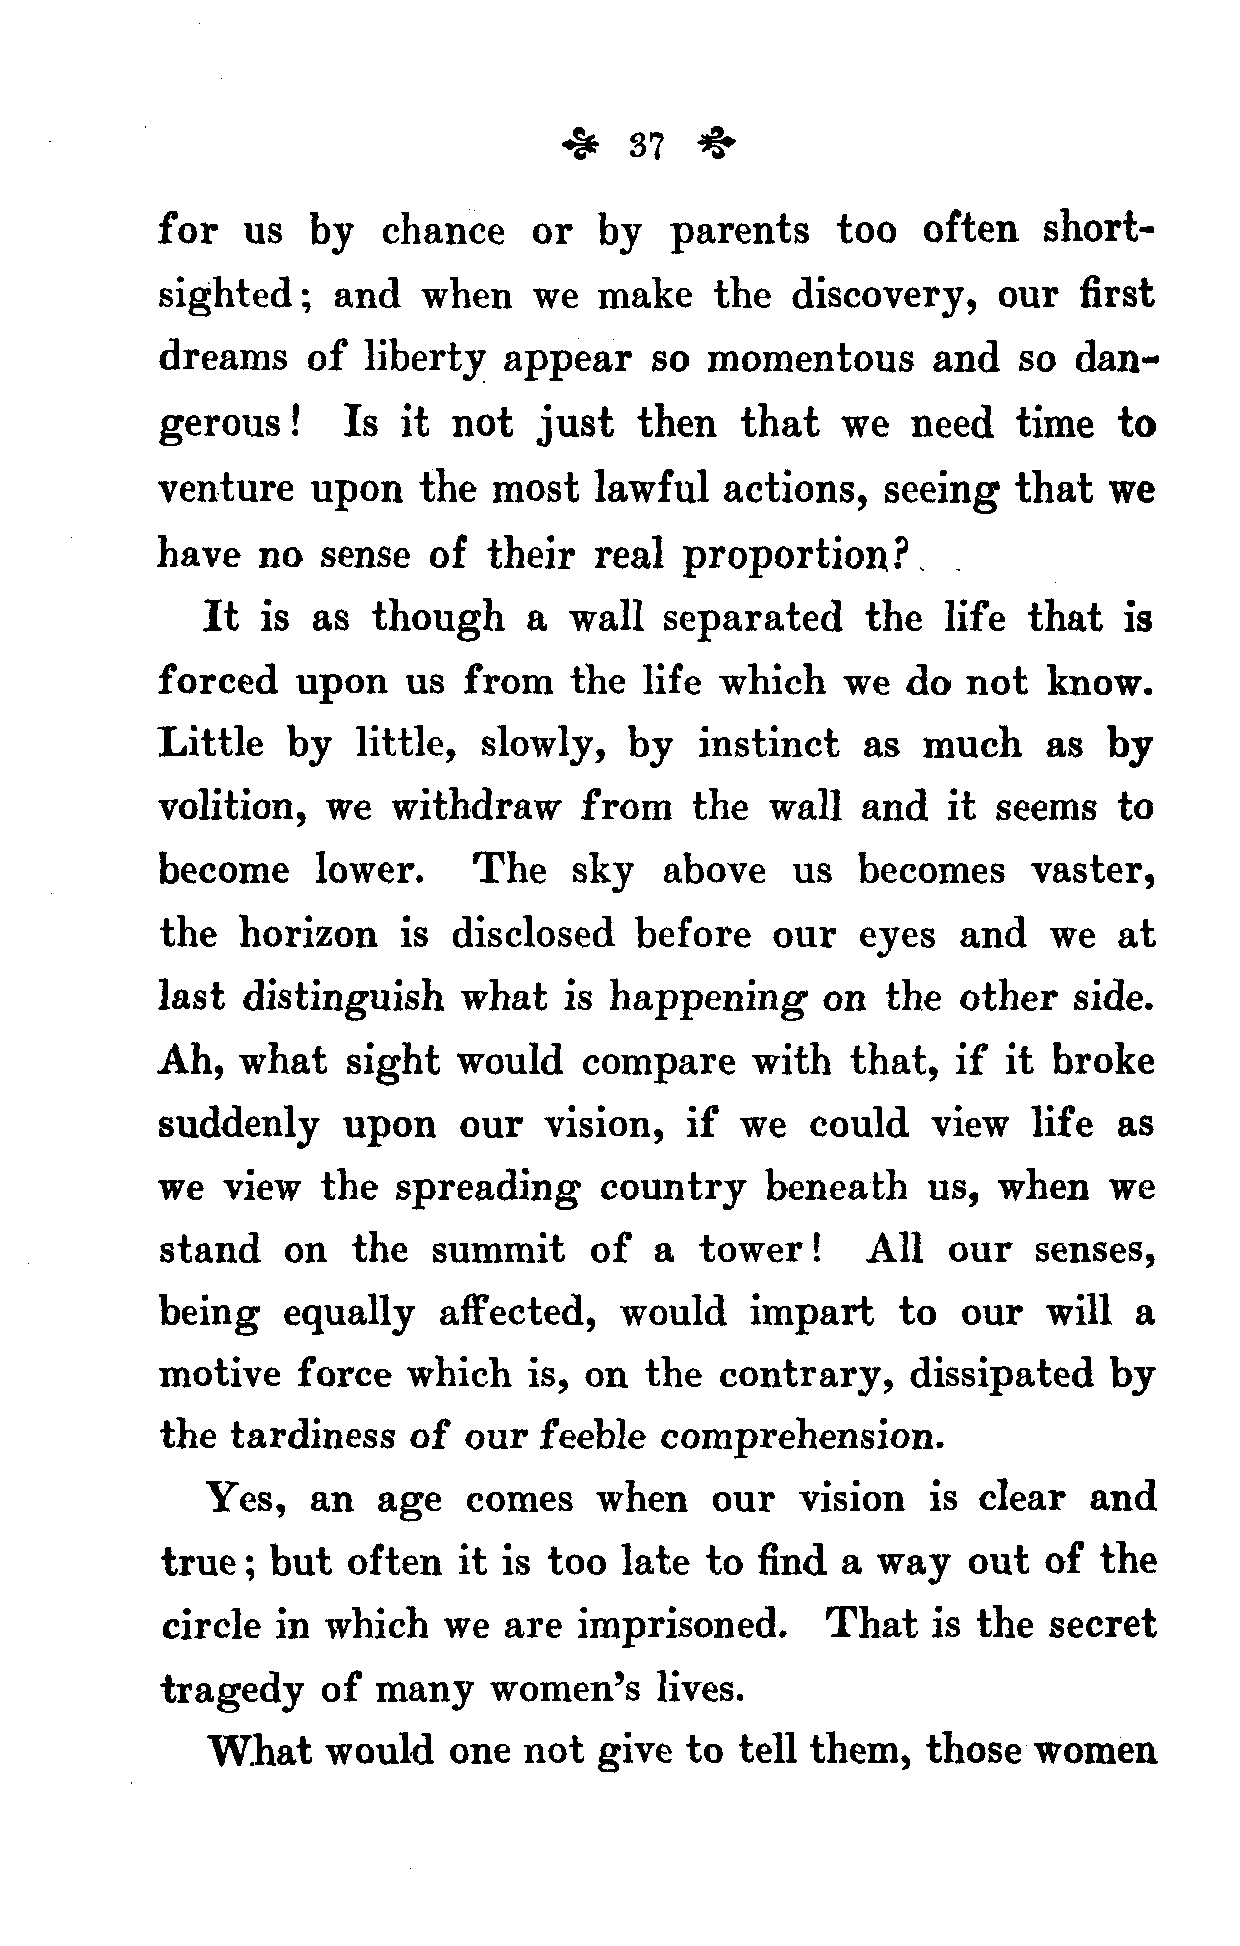 37
for us by chance or by parents too often short-
sighted; and when we make the discovery, our first
dreams of liberty appear so momentous and so dan-
gerous! Is it not just then that we need time to
venture upon the most lawful actions, seeing that we
have no sense of their real proportion?
It is as though a wall separated the life that is
forced upon us from the life which we do not know.
Little by little, slowly, by instinct as much as by
volition, we withdraw from the wall and it seems to
become lower. The sky above us becomes vaster,
the horizon is disclosed before our eyes and we at
last distinguish what is happening on the other side.
Ah, what sight would compare with that, if it broke
suddenly upon our vision, if we could view life as
we view the spreading country beneath us, when we
stand on the summit of a tower! All our senses,
being equally affected, would impart to our will a
motive force which is, on the contrary, dissipated by
the tardiness of our feeble comprehension.
Yes, an age comes when our vision is clear and
true; but often it is too late to find a way out of the
circle in which we are imprisoned. That is the secret
tragedy of many women's lives.
What would one not give to tell them, those women